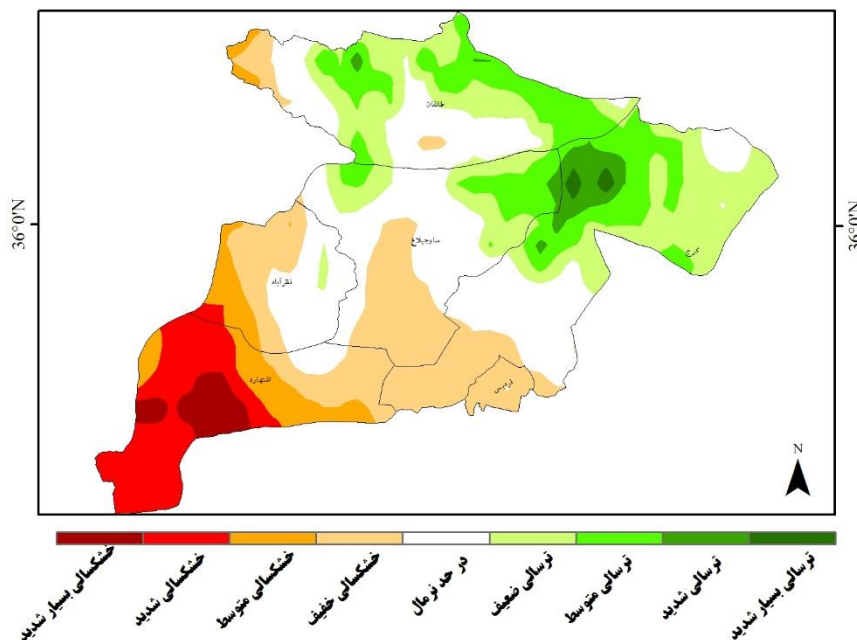 طالقان
36°0'N
36°0'N
ساوجبلاغ
کرج
نظرآباد
اشتهارد
فردیس
N
خشکسالی بسیار شدید
خشکسالی شدید
خشکسالی متوسط
خشکسالی خفیف
در حد نرمال
ترسالی ضعیف
ترسالی متوسط
ترسالی شدید
ترسالی بسیار شدید